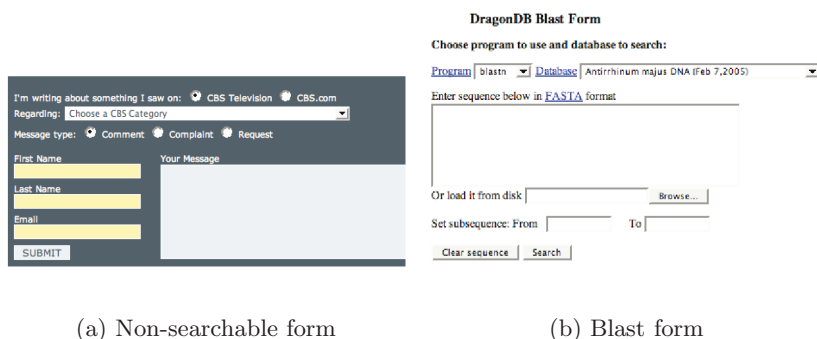 I'm writing about something I saw on: CBS Television CBS.com
Regarding: Choose a CBS Category
Message type: Comment Complaint Request
First Name
Your Message
Last Name
Email
SUBMIT
(a) Non-searchable form
DragonDB Blast Form
Choose program to use and database to search:
Program blastn Database Antirrhinum majus DNA (Feb 7,2005)
Enter sequence below in FASTA format
Or load it from disk Browse...
Set subsequence: From To
Clear sequence Search
(b) Blast form